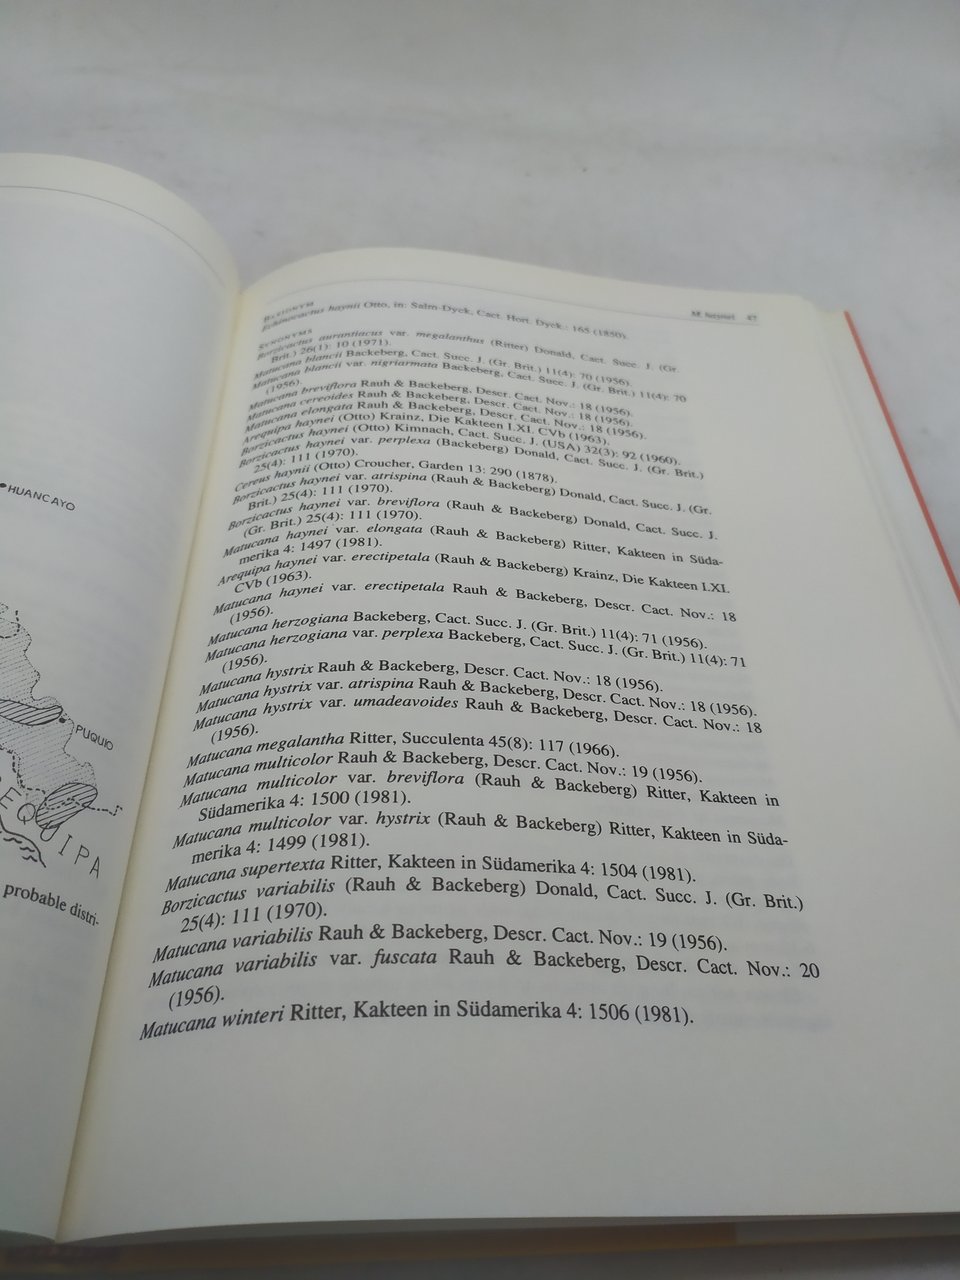 HUANCAYO
PUQUIO
EQUIPA
probable distri-
M. haynei 47
BASIONYM
Echinocactus haynii Otto, in: Salm-Dyck, Cact. Hort. Dyck.: 165 (1850).
SYNONYMS
Borzicactus aurantiacus var. megalanthus (Ritter) Donald, Cact. Succ. J. (Gr.
Brit.) 26(1): 10 (1971).
Matucana blancii Backeberg, Cact. Succ. J. (Gr. Brit.) 11(4): 70 (1956).
Matucana blancii var. nigriarmata Backeberg, Cact. Succ. J. (Gr. Brit.) 11(4): 70
(1956).
Matucana breviflora Rauh & Backeberg, Descr. Cact. Nov.: 18 (1956).
Matucana cereoides Rauh & Backeberg, Descr. Cact. Nov.: 18 (1956).
Matucana elongata Rauh & Backeberg, Descr. Cact. Nov.: 18 (1956).
Arequipa haynei (Otto) Krainz, Die Kakteen LXI. CVb (1963).
Borzicactus haynei (Otto) Kimnach, Cact. Succ. J. (USA) 32(3): 92 (1960).
Borzicactus haynei var. perplexa (Backeberg) Donald, Cact. Succ. J. (Gr. Brit.)
25(4): 111 (1970).
Cereus haynii (Otto) Croucher, Garden 13: 290 (1878).
Borzicactus haynei var. atrispina (Rauh & Backeberg) Donald, Cact. Succ. J. (Gr.
Brit.) 25(4): 111 (1970).
Borzicactus haynei var. breviflora (Rauh & Backeberg) Donald, Cact. Succ. J.
(Gr. Brit.) 25(4): 111 (1970).
Matucana haynei var. elongata (Rauh & Backeberg) Ritter, Kakteen in Süda-
merika 4: 1497 (1981).
Arequipa haynei var. erectipetala (Rauh & Backeberg) Krainz, Die Kakteen LXI.
CVb (1963).
Matucana haynei var. erectipetala Rauh & Backeberg, Descr. Cact. Nov.: 18
(1956).
Matucana herzogiana Backeberg, Cact. Succ. J. (Gr. Brit.) 11(4): 71 (1956).
Matucana herzogiana var. perplexa Backeberg, Cact. Succ. J. (Gr. Brit.) 11(4): 71
(1956).
Matucana hystrix Rauh & Backeberg, Descr. Cact. Nov.: 18 (1956).
Matucana hystrix var. atrispina Rauh & Backeberg, Descr. Cact. Nov.: 18 (1956).
Matucana hystrix var. umadeavoides Rauh & Backeberg, Descr. Cact. Nov.: 18
(1956).
Matucana megalantha Ritter, Succulenta 45(8): 117 (1966).
Matucana multicolor Rauh & Backeberg, Descr. Cact. Nov.: 19 (1956).
Matucana multicolor var. breviflora (Rauh & Backeberg) Ritter, Kakteen in
Südamerika 4: 1500 (1981).
Matucana multicolor var. hystrix (Rauh & Backeberg) Ritter, Kakteen in Süda-
merika 4: 1499 (1981).
Matucana supertexta Ritter, Kakteen in Südamerika 4: 1504 (1981).
Borzicactus variabilis (Rauh & Backeberg) Donald, Cact. Succ. J. (Gr. Brit.)
25(4): 111 (1970).
Matucana variabilis Rauh & Backeberg, Descr. Cact. Nov.: 19 (1956).
Matucana variabilis var. fuscata Rauh & Backeberg, Descr. Cact. Nov.: 20
(1956).
Matucana winteri Ritter, Kakteen in Südamerika 4: 1506 (1981).